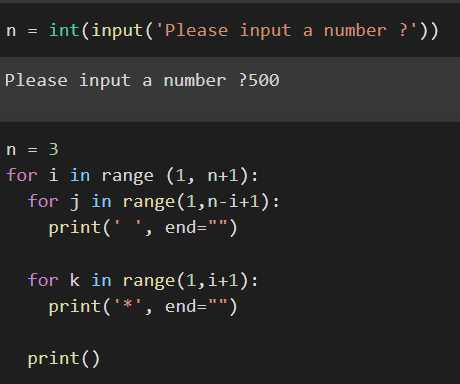 n = int(input('Please input a number ?'))
Please input a number ?500
n = 3
for i in range (1, n+1):
  for j in range(1,n-i+1):
    print(' ', end="")
  for k in range(1,i+1):
    print('*', end="")
  print()